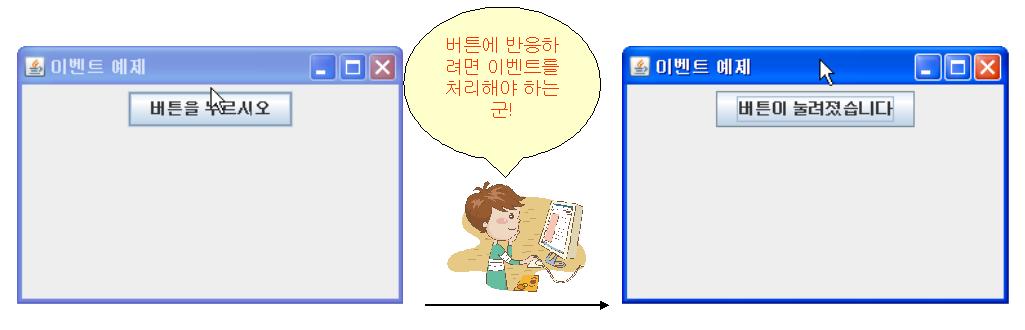 이벤트 예제
버튼을 누르시오
버튼에 반응하
려면 이벤트를
처리해야 하는
군!
이벤트 예제
버튼이 눌려졌습니다